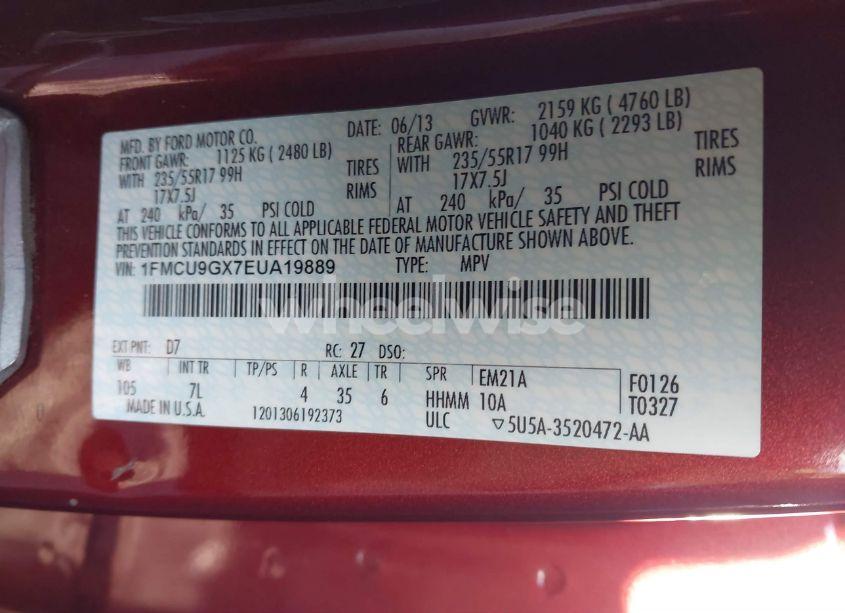 MFD. BY FORD MOTOR CO.
DATE: 06/13 GVWR: 2159 KG ( 4760 LB)
FRONT GAWR: 1125 KG ( 2480 LB) REAR GAWR: 1040 KG ( 2293 LB)
WITH 235/55R17 99H TIRES WITH 235/55R17 99H TIRES
17X7.5J RIMS 17X7.5J RIMS
AT 240 kPa/ 35 PSI COLD AT 240 kPa/ 35 PSI COLD
THIS VEHICLE CONFORMS TO ALL APPLICABLE FEDERAL MOTOR VEHICLE SAFETY AND THEFT
PREVENTION STANDARDS IN EFFECT ON THE DATE OF MANUFACTURE SHOWN ABOVE.
VIN: 1FMCU9GX7EUA19889 TYPE: MPV
wheelwise
EXT PNT: D7 RC: 27 DSO:
WB INT TR TP/PS R AXLE TR SPR EM21A F0126
105 7L 4 35 6 HHMM 10A T0327
MADE IN U.S.A. 1201306192373 ULC ▽5U5A-3520472-AA